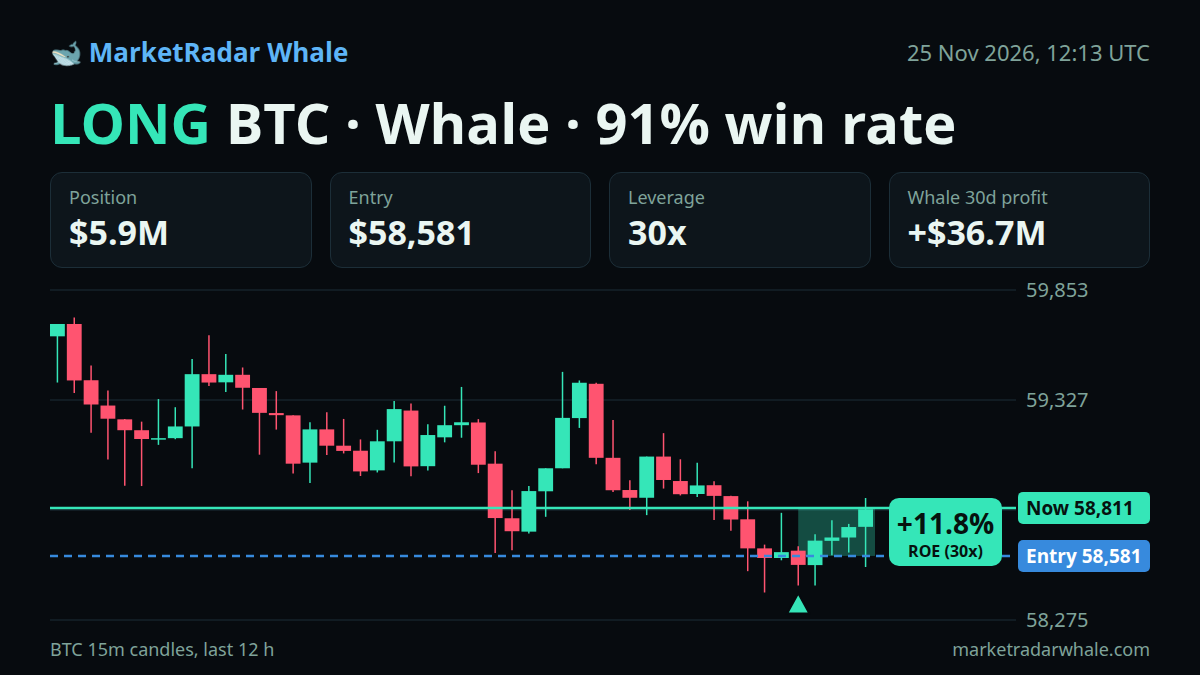 🐋 MarketRadar Whale
25 Nov 2026, 12:13 UTC
LONG BTC · Whale · 91% win rate
Position
$5.9M
Entry
$58,581
Leverage
30x
Whale 30d profit
+$36.7M
59,853
59,327
Now 58,811
+11.8%
ROE (30x)
Entry 58,581
58,275
BTC 15m candles, last 12 h
marketradarwhale.com